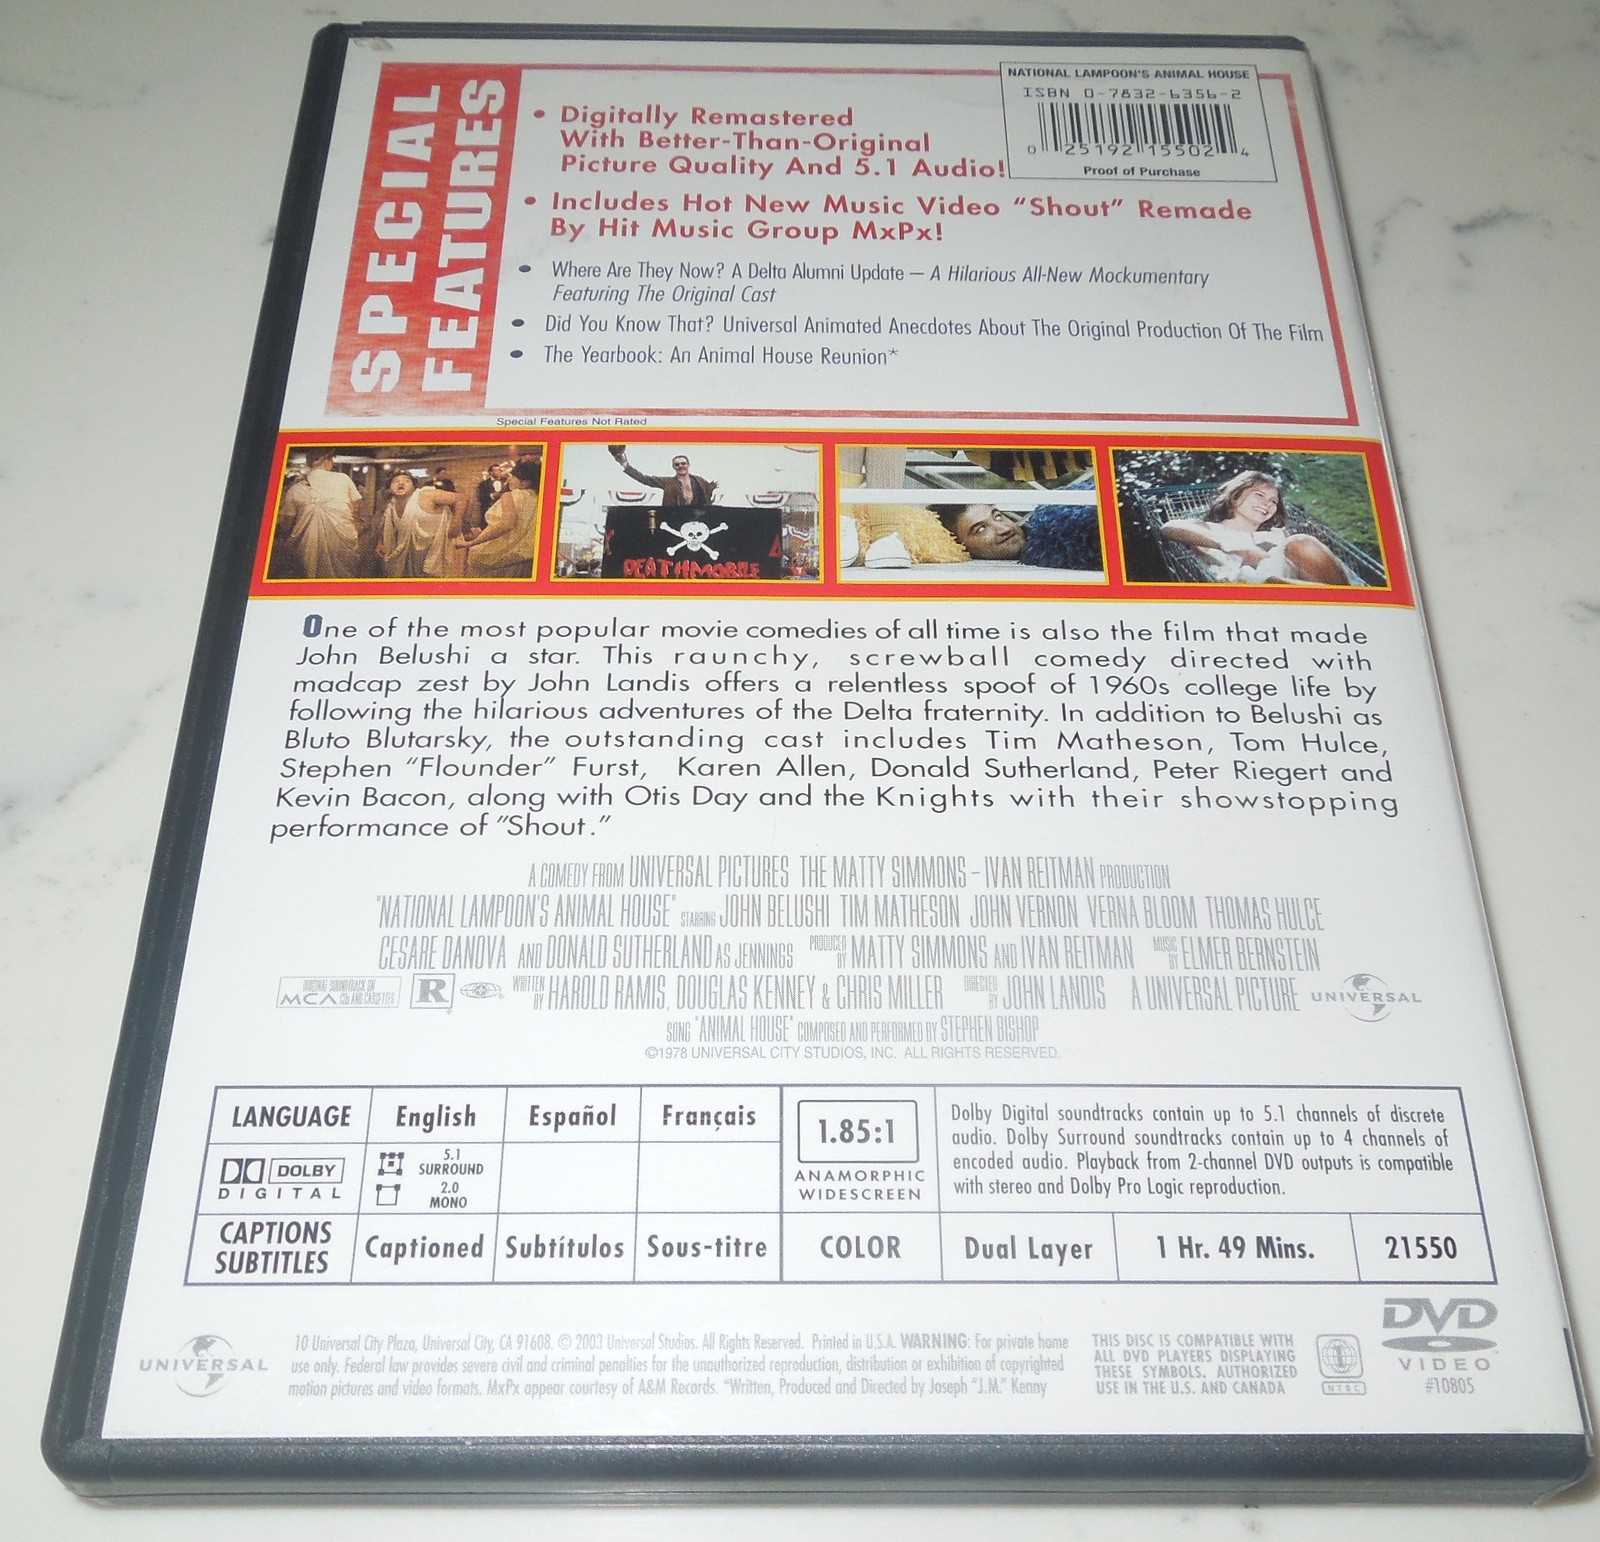 SPECIAL
FEATURES
NATIONAL LAMPOON'S ANIMAL HOUSE
ISBN 0-7832-6356-2
0 25192 15502 4
Proof of Purchase
• Digitally Remastered
With Better-Than-Original
Picture Quality And 5.1 Audio!
• Includes Hot New Music Video "Shout" Remade
By Hit Music Group MxPx!
• Where Are They Now? A Delta Alumni Update — A Hilarious All-New Mockumentary
Featuring The Original Cast
• Did You Know That? Universal Animated Anecdotes About The Original Production Of The Film
• The Yearbook: An Animal House Reunion*
Special Features Not Rated
DEATHMOBILE
One of the most popular movie comedies of all time is also the film that made
John Belushi a star. This raunchy, screwball comedy directed with
madcap zest by John Landis offers a relentless spoof of 1960s college life by
following the hilarious adventures of the Delta fraternity. In addition to Belushi as
Bluto Blutarsky, the outstanding cast includes Tim Matheson, Tom Hulce,
Stephen "Flounder" Furst, Karen Allen, Donald Sutherland, Peter Riegert and
Kevin Bacon, along with Otis Day and the Knights with their showstopping
performance of "Shout."
A COMEDY FROM UNIVERSAL PICTURES THE MATTY SIMMONS – IVAN REITMAN PRODUCTION
"NATIONAL LAMPOON'S ANIMAL HOUSE" STARRING JOHN BELUSHI TIM MATHESON JOHN VERNON VERNA BLOOM THOMAS HULCE
CESARE DANOVA AND DONALD SUTHERLAND AS JENNINGS PRODUCED BY MATTY SIMMONS AND IVAN REITMAN MUSIC BY ELMER BERNSTEIN
ORIGINAL SOUNDTRACK ON MCA CDs AND CASSETTES R WRITTEN BY HAROLD RAMIS, DOUGLAS KENNEY & CHRIS MILLER DIRECTED BY JOHN LANDIS A UNIVERSAL PICTURE UNIVERSAL
SONG "ANIMAL HOUSE" COMPOSED AND PERFORMED BY STEPHEN BISHOP
©1978 UNIVERSAL CITY STUDIOS, INC. ALL RIGHTS RESERVED.
LANGUAGE English Español Français
DOLBY DIGITAL
5.1 SURROUND
2.0 MONO
CAPTIONS SUBTITLES Captioned Subtítulos Sous-titre
1.85:1
ANAMORPHIC
WIDESCREEN
Dolby Digital soundtracks contain up to 5.1 channels of discrete
audio. Dolby Surround soundtracks contain up to 4 channels of
encoded audio. Playback from 2-channel DVD outputs is compatible
with stereo and Dolby Pro Logic reproduction.
COLOR Dual Layer 1 Hr. 49 Mins. 21550
UNIVERSAL
10 Universal City Plaza, Universal City, CA 91608. © 2003 Universal Studios. All Rights Reserved. Printed in U.S.A. WARNING: For private home
use only. Federal law provides severe civil and criminal penalties for the unauthorized reproduction, distribution or exhibition of copyrighted
motion pictures and video formats. MxPx appear courtesy of A&M Records. *Written, Produced and Directed by Joseph "J.M." Kenny
THIS DISC IS COMPATIBLE WITH
ALL DVD PLAYERS DISPLAYING
THESE SYMBOLS. AUTHORIZED
USE IN THE U.S. AND CANADA
1
NTSC
DVD
VIDEO
#10805